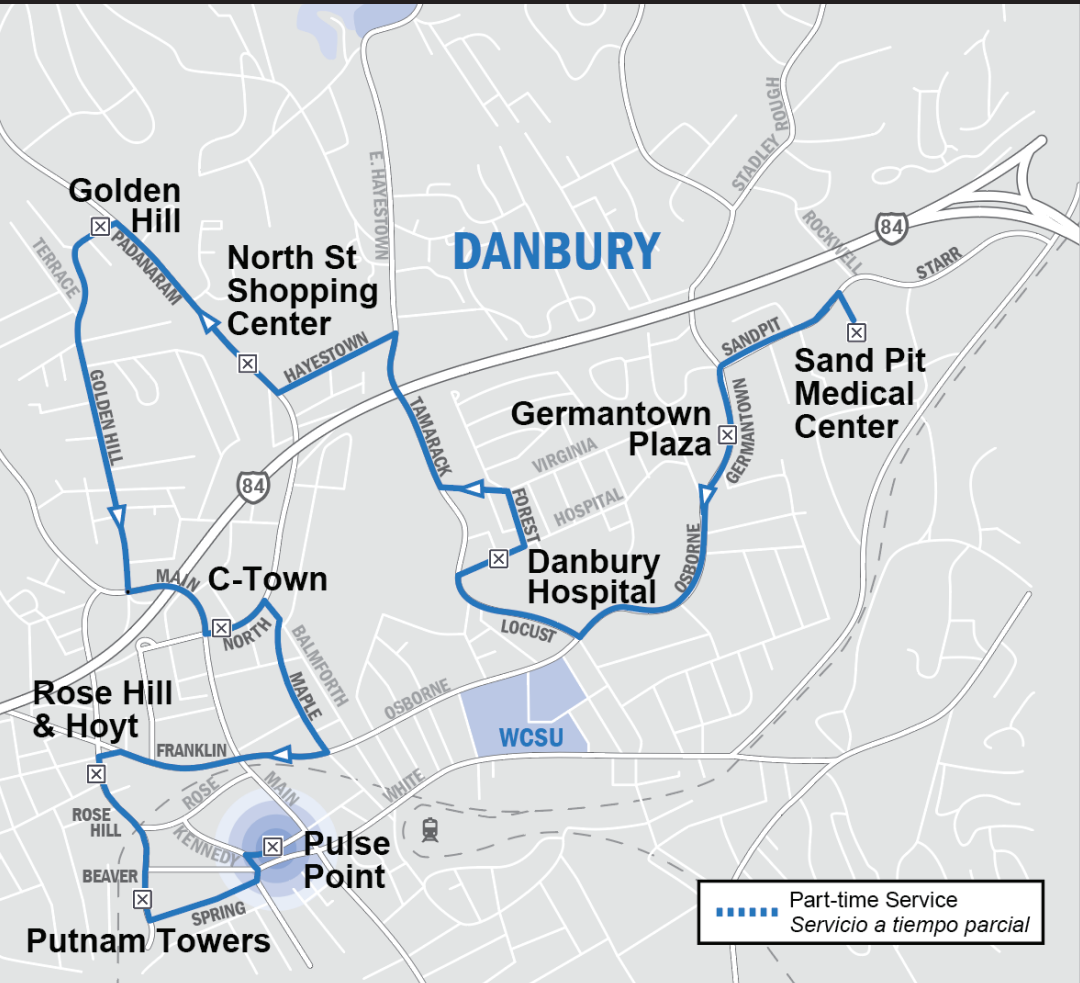 STADLEY ROUGH
E. HAYESTOWN
Golden
Hill
TERRACE
PADANARAM
ROCKWELL
84
DANBURY
North St
Shopping
Center
STARR
HAYESTOWN
SANDPIT
Sand Pit
Medical
Center
GOLDEN HILL
TAMARACK
Germantown
Plaza
GERMANTOWN
VIRGINIA
84
FOREST
HOSPITAL
OSBORNE
Danbury
Hospital
MAIN
C-Town
NORTH
LOCUST
BALMFORTH
MAPLE
OSBORNE
Rose Hill
& Hoyt
WCSU
FRANKLIN
ROSE
MAIN
WHITE
ROSE
HILL
KENNEDY
Pulse
Point
BEAVER
SPRING
Putnam Towers
Part-time Service
Servicio a tiempo parcial